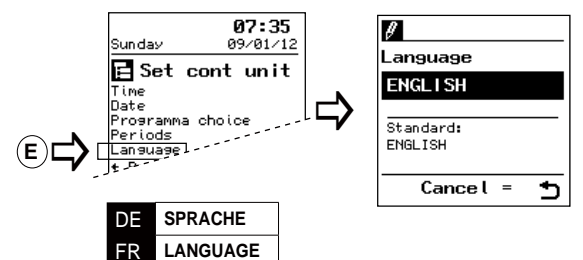 07:35
Sunday 09/01/12
Set cont unit
Time
Date
Programma choice
Periods
E Language
Language
ENGLISH
Standard:
ENGLISH
Cancel =
DE SPRACHE
FR LANGUAGE